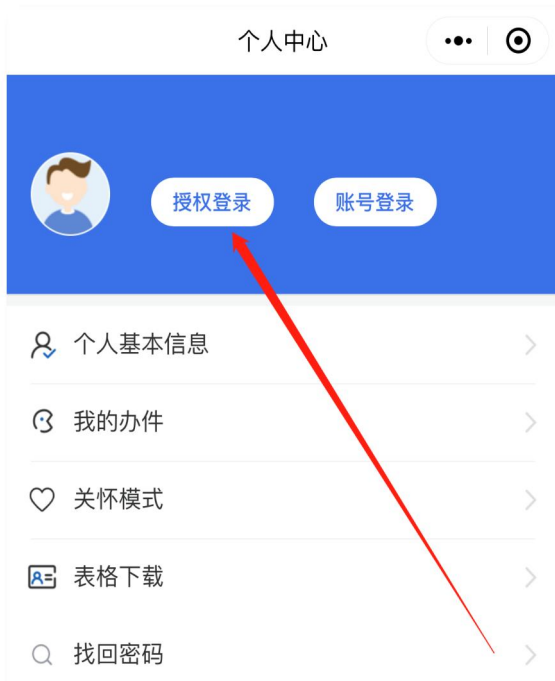 个人中心
授权登录 账号登录
个人基本信息
我的办件
关怀模式
表格下载
找回密码